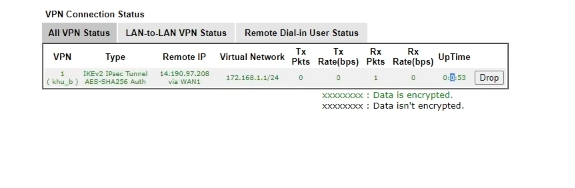 VPN Connection Status
All VPN Status LAN-to-LAN VPN Status Remote Dial-in User Status
VPN Type Remote IP Virtual Network Tx Pkts Tx Rate(bps) Rx Pkts Rx Rate(bps) UpTime
1 IKEv2 IPsec Tunnel 14.190.97.208 172.168.1.1/24 0 0 1 0 0:0:53 Drop
( khu_b ) AES-SHA256 Auth via WAN1
xxxxxxxx : Data is encrypted.
xxxxxxxx : Data isn't encrypted.